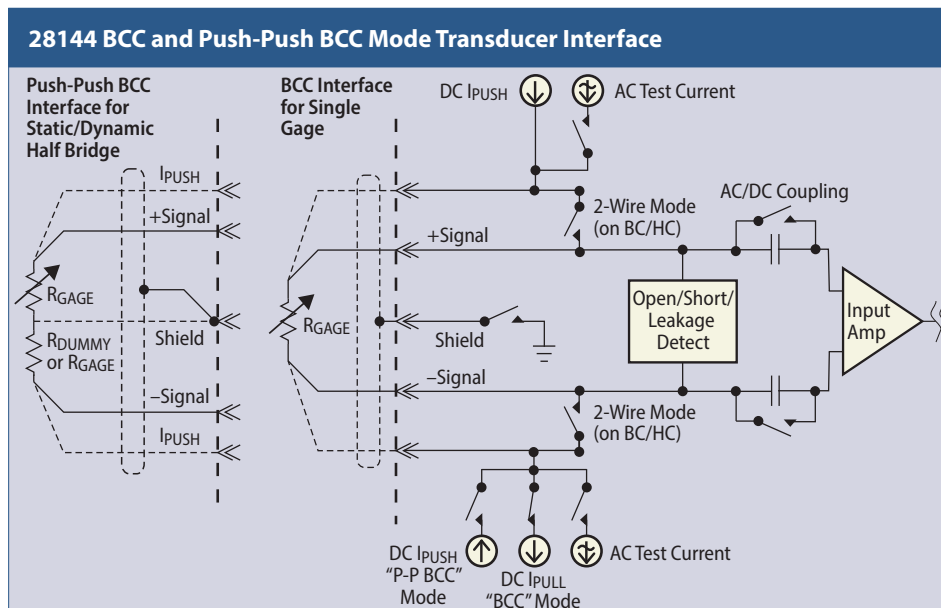 28144 BCC and Push-Push BCC Mode Transducer Interface
Push-Push BCC
Interface for
Static/Dynamic
Half Bridge
BCC Interface
for Single
Gage
DC IPUSH
AC Test Current
IPUSH
+Signal
RGAGE
RDUMMY
or RGAGE
Shield
–Signal
IPUSH
+Signal
RGAGE
Shield
–Signal
2-Wire Mode
(on BC/HC)
AC/DC Coupling
Open/Short/
Leakage
Detect
Input
Amp
2-Wire Mode
(on BC/HC)
DC IPUSH
"P-P BCC"
Mode
DC IPULL
"BCC" Mode
AC Test Current